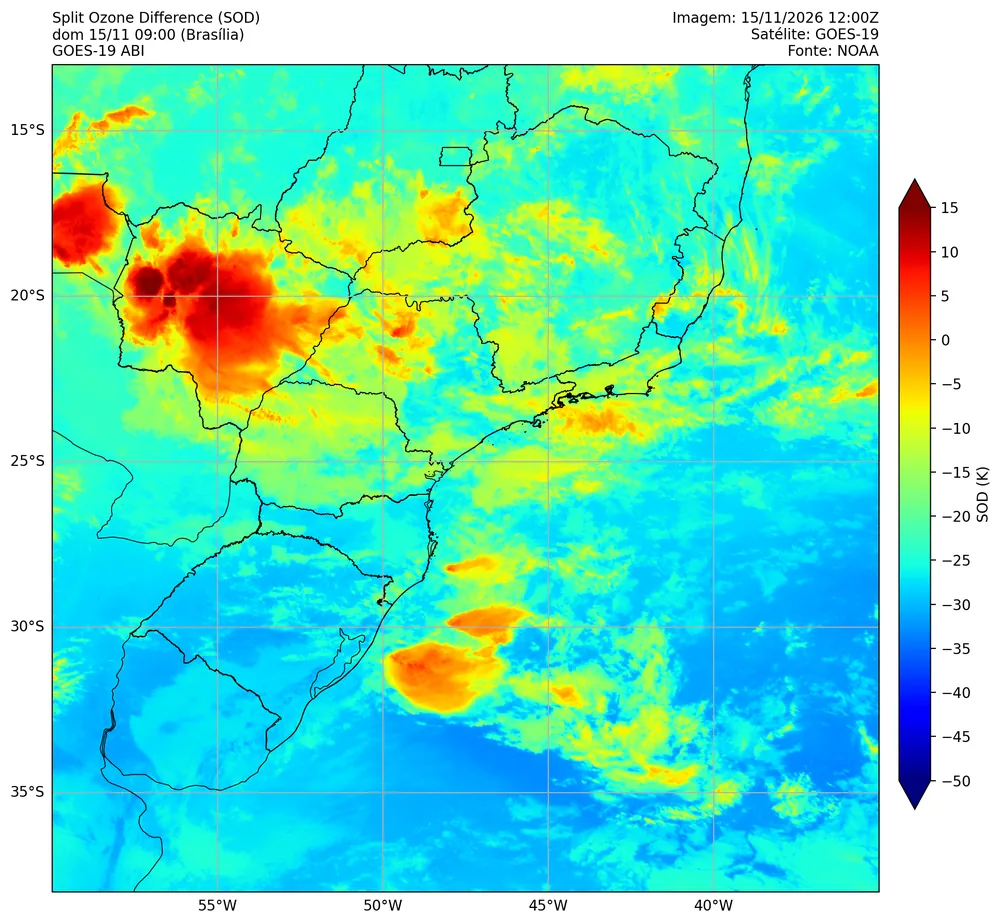 Split Ozone Difference (SOD)
dom 15/11 09:00 (Brasília)
GOES-19 ABI
Imagem: 15/11/2026 12:00Z
Satélite: GOES-19
Fonte: NOAA
15°S
20°S
25°S
30°S
35°S
55°W
50°W
45°W
40°W
15
10
5
0
−5
−10
−15
−20
−25
−30
−35
−40
−45
−50
SOD (K)